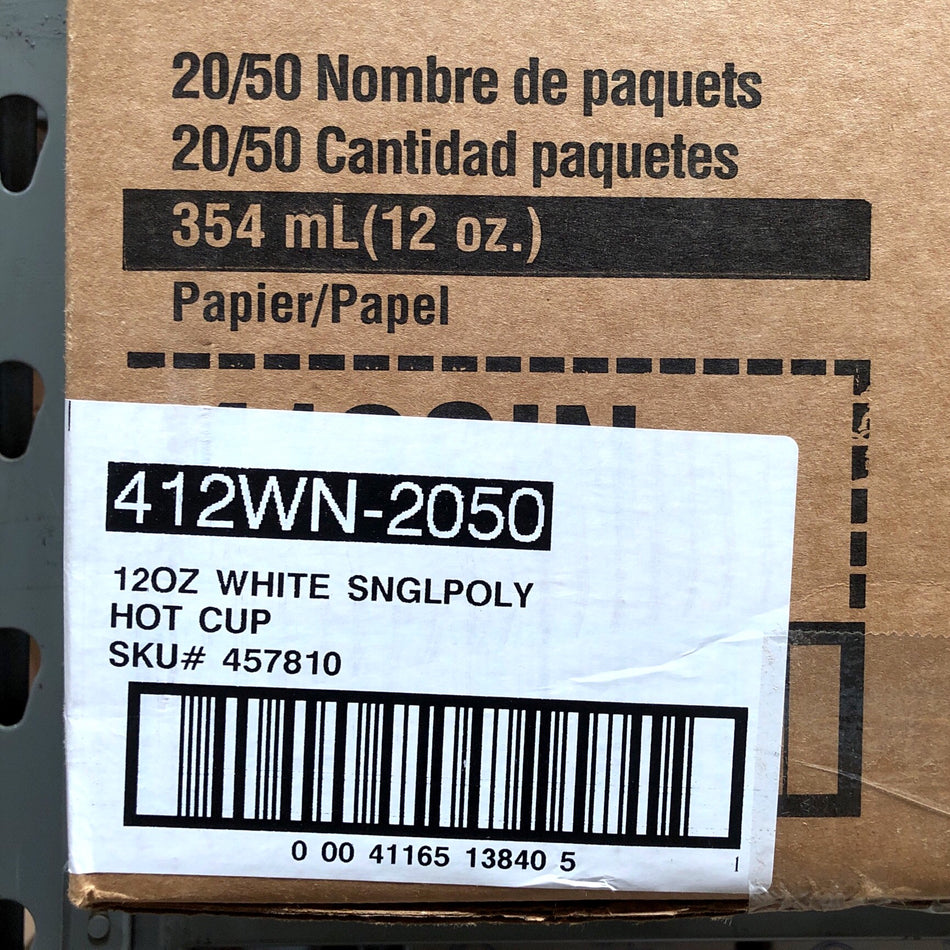 20/50 Nombre de paquets
20/50 Cantidad paquetes
354 mL(12 oz.)
Papier/Papel
412WN-2050
12OZ WHITE SNGLPOLY
HOT CUP
SKU# 457810
0 00 41165 13840 5
1